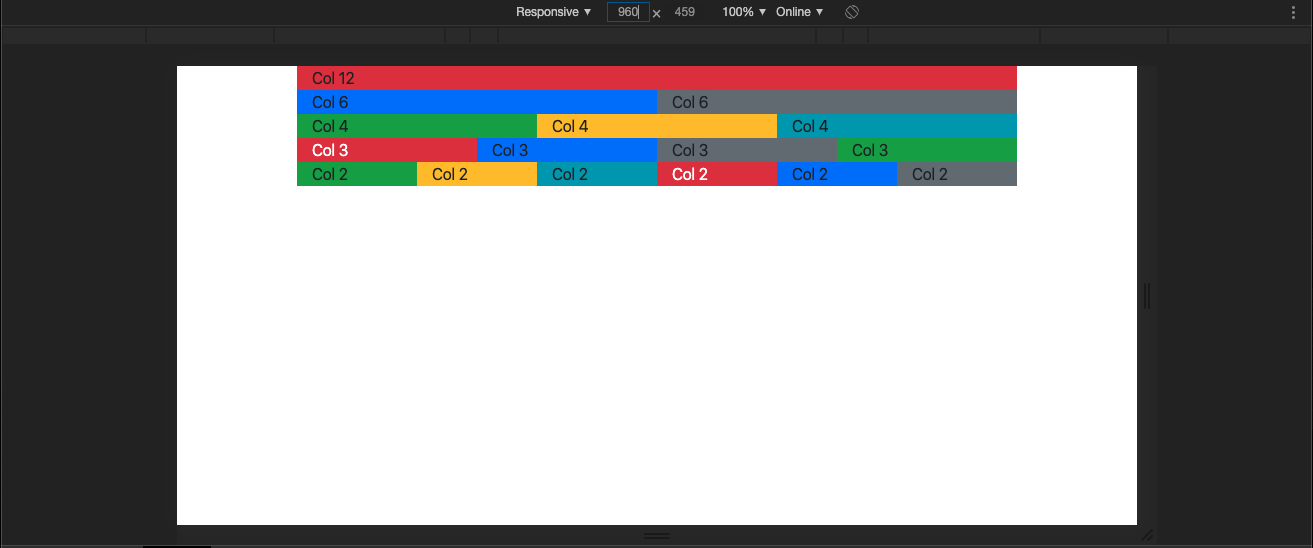 Responsive ▼ 960 × 459 100% ▼ Online ▼
Col 12
Col 6 Col 6
Col 4 Col 4 Col 4
Col 3 Col 3 Col 3 Col 3
Col 2 Col 2 Col 2 Col 2 Col 2 Col 2